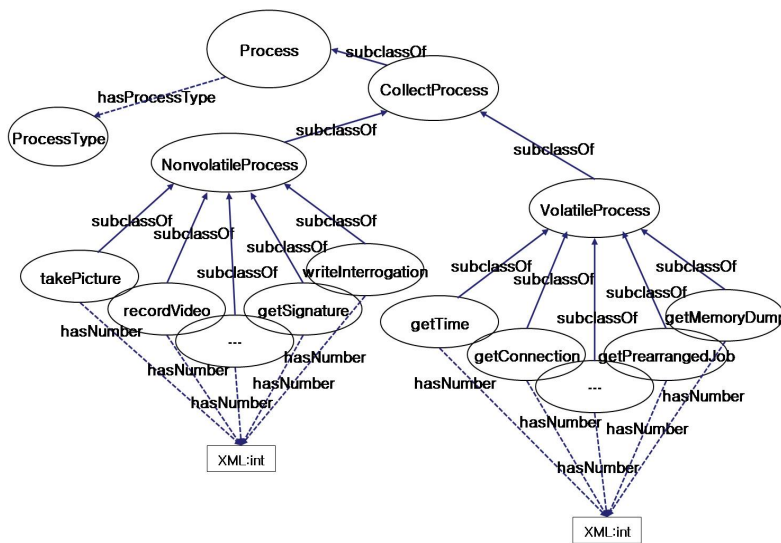 Process
subclassOf
CollectProcess
hasProcessType
ProcessType
subclassOf
subclassOf
NonvolatileProcess
VolatileProcess
subclassOf
subclassOf
subclassOf
subclassOf
subclassOf
takePicture
writeInterrogation
recordVideo
getSignature
---
subclassOf
subclassOf
subclassOf
subclassOf
subclassOf
getTime
getMemoryDump
getConnection
getPrearrangedJob
---
hasNumber
hasNumber
hasNumber
hasNumber
hasNumber
XML:int
hasNumber
hasNumber
hasNumber
hasNumber
hasNumber
XML:int